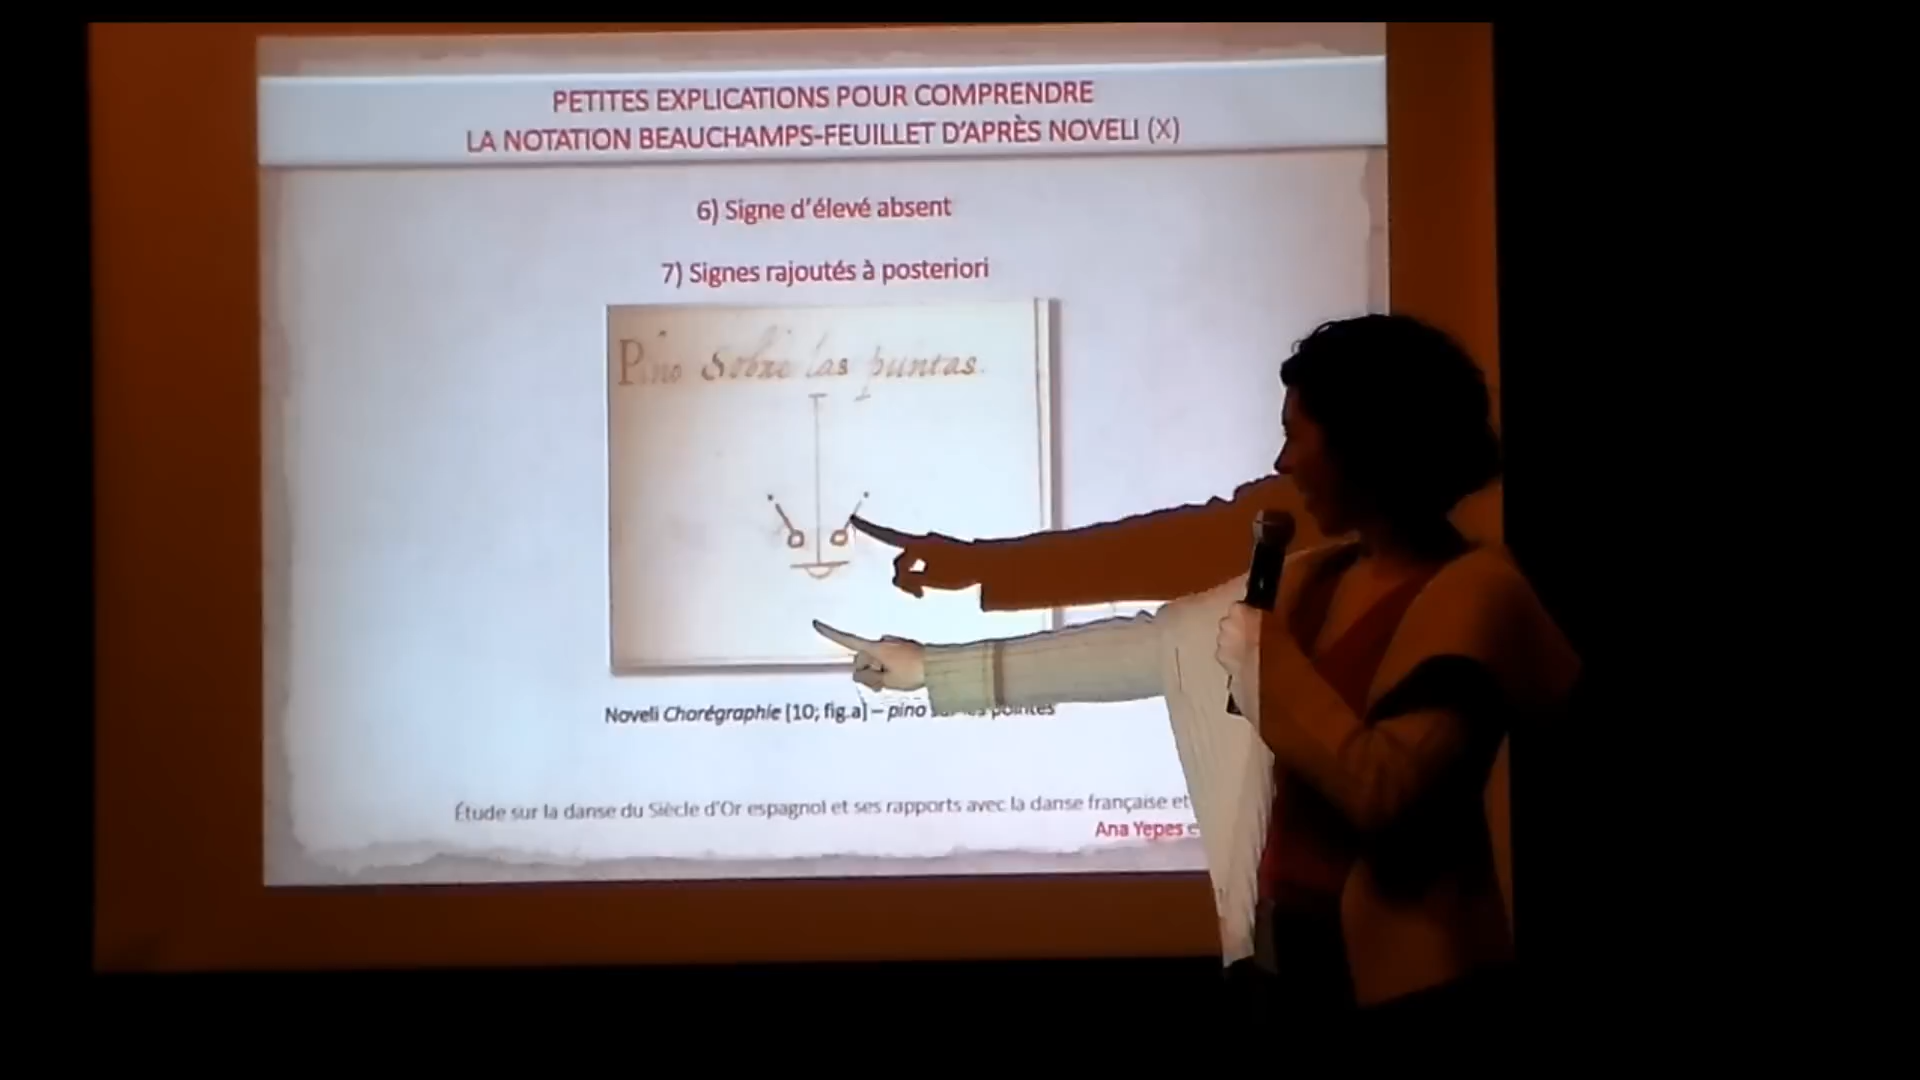 PETITES EXPLICATIONS POUR COMPRENDRE
LA NOTATION BEAUCHAMPS-FEUILLET D'APRÈS NOVELI (X)
6) Signe d'élevé absent
7) Signes rajoutés à posteriori
Pino sobre las puntas.
Noveli Chorégraphie [10; fig.a] – pino pointes
Étude sur la danse du Siècle d'Or espagnol et ses rapports avec la danse française et
Ana Yepes